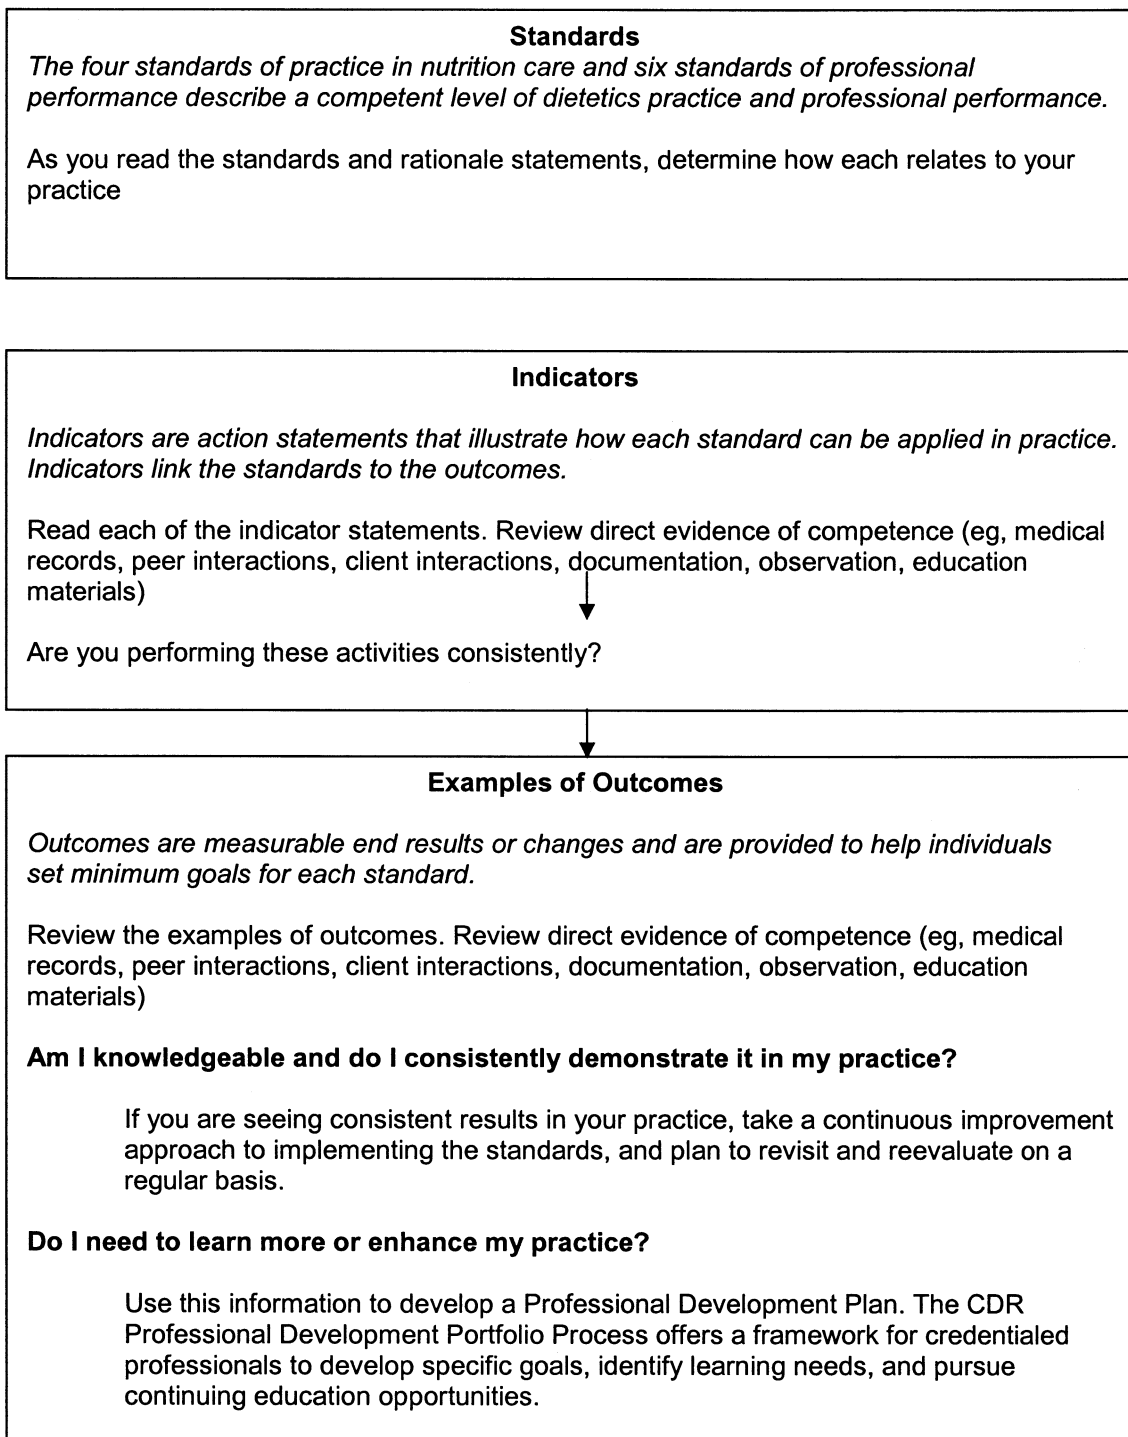 Standards
The four standards of practice in nutrition care and six standards of professional
performance describe a competent level of dietetics practice and professional performance.
As you read the standards and rationale statements, determine how each relates to your
practice
Indicators
Indicators are action statements that illustrate how each standard can be applied in practice.
Indicators link the standards to the outcomes.
Read each of the indicator statements. Review direct evidence of competence (eg, medical
records, peer interactions, client interactions, documentation, observation, education
materials)
Are you performing these activities consistently?
Examples of Outcomes
Outcomes are measurable end results or changes and are provided to help individuals
set minimum goals for each standard.
Review the examples of outcomes. Review direct evidence of competence (eg, medical
records, peer interactions, client interactions, documentation, observation, education
materials)
Am I knowledgeable and do I consistently demonstrate it in my practice?
If you are seeing consistent results in your practice, take a continuous improvement
approach to implementing the standards, and plan to revisit and reevaluate on a
regular basis.
Do I need to learn more or enhance my practice?
Use this information to develop a Professional Development Plan. The CDR
Professional Development Portfolio Process offers a framework for credentialed
professionals to develop specific goals, identify learning needs, and pursue
continuing education opportunities.